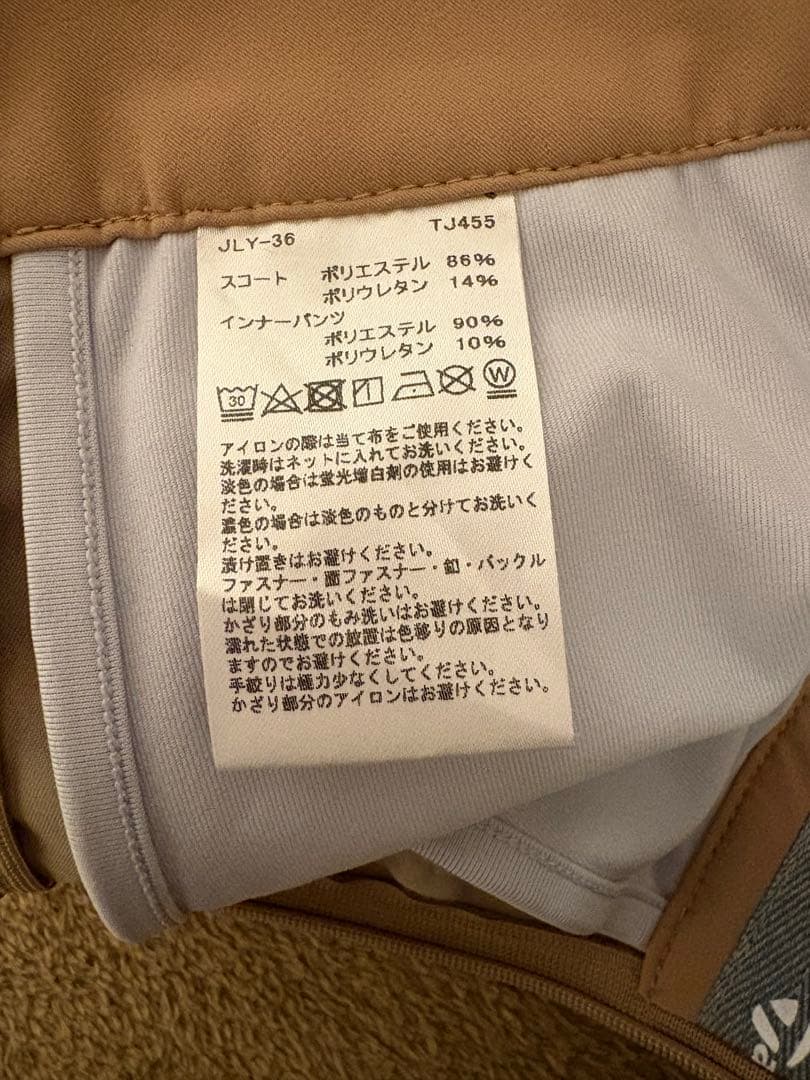 JLY-36 TJ455
スコート ポリエステル 86%
ポリウレタン 14%
インナーパンツ
ポリエステル 90%
ポリウレタン 10%
30 W
アイロンの際は当て布をご使用ください。
洗濯時はネットに入れてお洗いください。
淡色の場合は蛍光増白剤の使用はお避けく
ださい。
濃色の場合は淡色のものと分けてお洗いく
ださい。
漬け置きはお避けください。
ファスナー・面ファスナー・釦・バックル
は閉じてお洗いください。
かざり部分のもみ洗いはお避けください。
濡れた状態での放置は色移りの原因となり
ますのでお避けください。
手絞りは極力少なくしてください。
かざり部分のアイロンはお避けください。